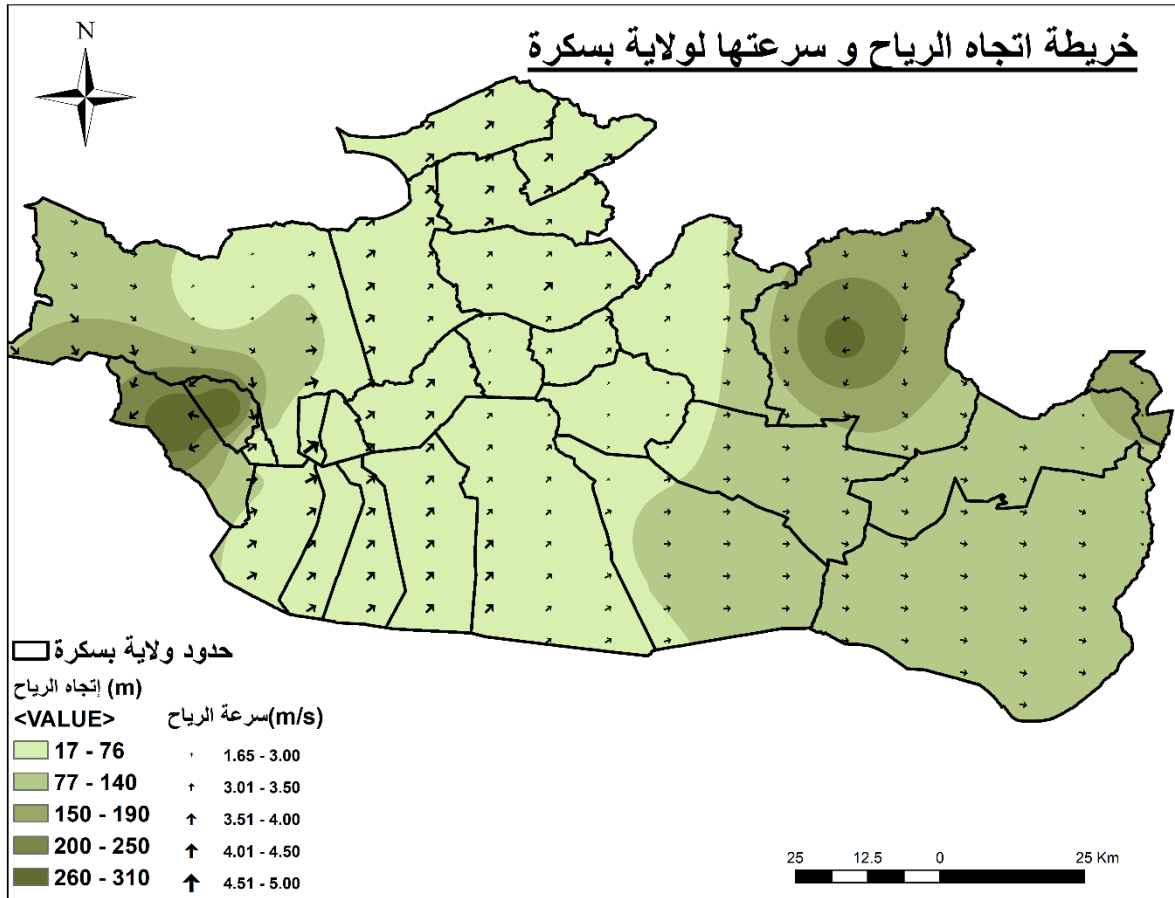 N
خريطة اتجاه الرياح و سرعتها لولاية بسكرة
حدود ولاية بسكرة
إتجاه الرياح (m)
<VALUE>
17 - 76
77 - 140
150 - 190
200 - 250
260 - 310
سرعة الرياح(m/s)
1.65 - 3.00
3.01 - 3.50
3.51 - 4.00
4.01 - 4.50
4.51 - 5.00
25 12.5 0 25 Km